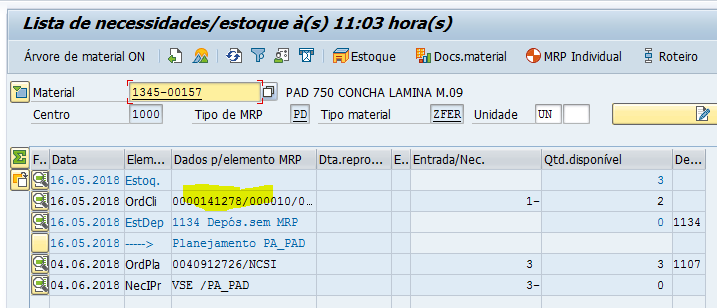 Lista de necessidades/estoque à(s) 11:03 hora(s)
Árvore de material ON Estoque Docs.material MRP Individual Roteiro
Material 1345-00157 PAD 750 CONCHA LAMINA M.09
Centro 1000 Tipo de MRP PD Tipo material ZFER Unidade UN
F.. Data Elem... Dados p/elemento MRP Dta.repro... E.. Entrada/Nec. Qtd.disponível De...
16.05.2018 Estoq. 3
16.05.2018 OrdCli 0000141278/000010/0... 1- 2
16.05.2018 EstDep 1134 Depós.sem MRP 0 1134
16.05.2018 -----> Planejamento PA_PAD
04.06.2018 OrdPla 0040912726/NCSI 3 3 1107
04.06.2018 NecIPr VSE /PA_PAD 3- 0